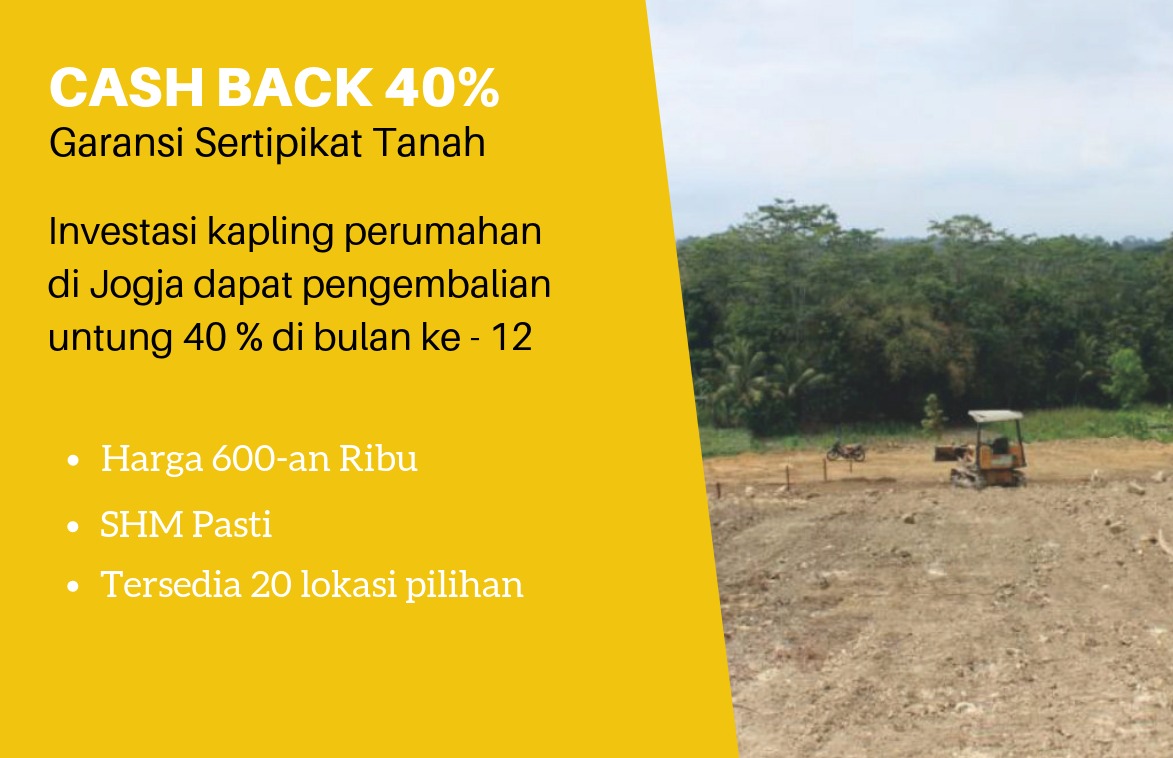 CASH BACK 40%
Garansi Sertipikat Tanah
Investasi kapling perumahan
di Jogja dapat pengembalian
untung 40 % di bulan ke - 12
• Harga 600-an Ribu
• SHM Pasti
• Tersedia 20 lokasi pilihan